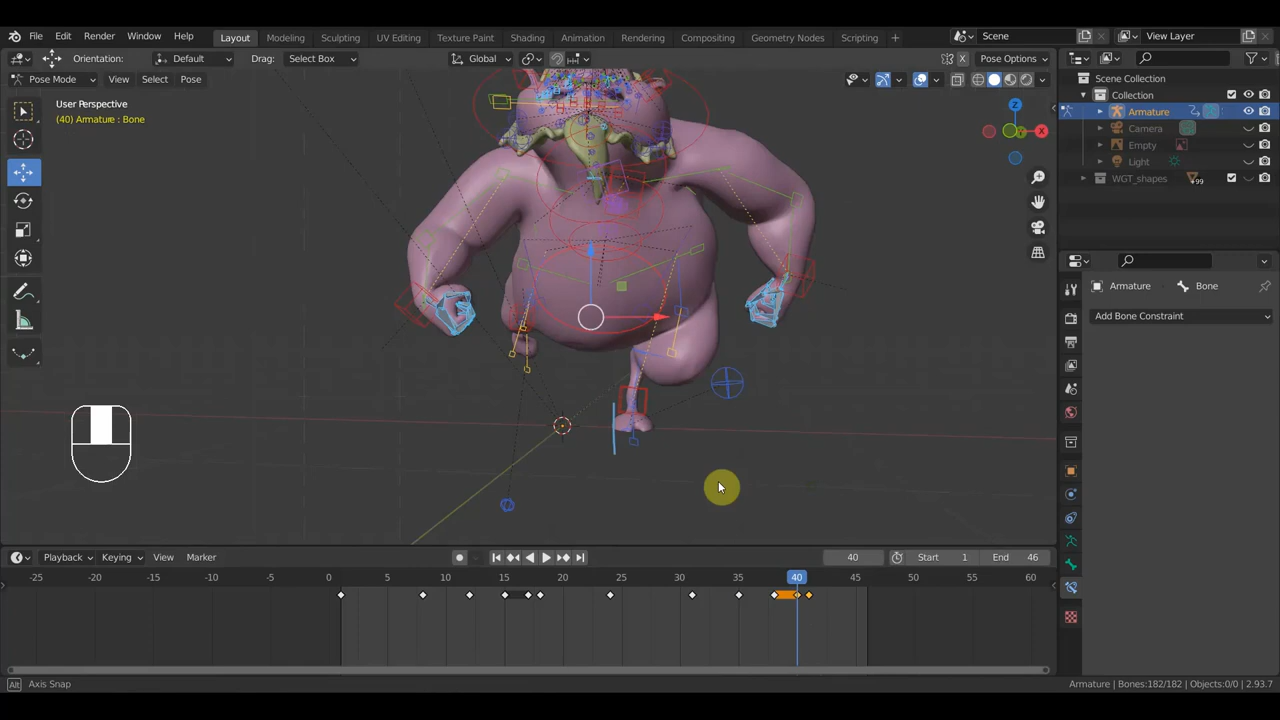 File Edit Render Window Help Layout Modeling Sculpting UV Editing Texture Paint Shading Animation Rendering Compositing Geometry Nodes Scripting + Scene View Layer
Orientation: Default Drag: Select Box Global Pose Options
Pose Mode View Select Pose Scene Collection
User Perspective Collection
(40) Armature : Bone Armature
Z Camera
X Empty
Light
WGT_shapes 99
Armature Bone
Add Bone Constraint
Playback Keying View Marker 40 Start 1 End 46
-25 -20 -15 -10 -5 0 5 10 15 20 25 30 35 40 45 50 55 60
Alt Axis Snap Armature | Bones:182/182 | Objects:0/0 | 2.93.7